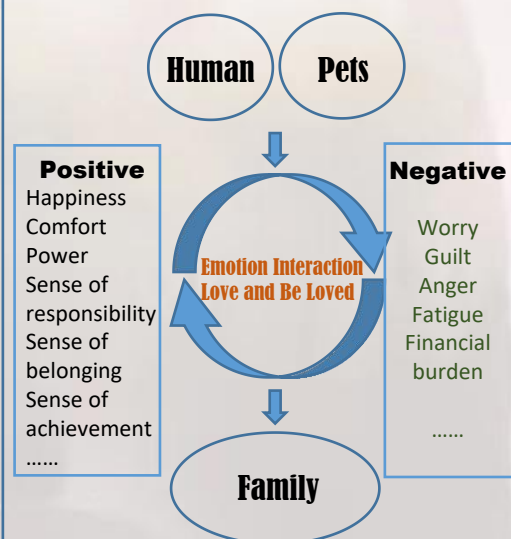 Human
Pets
Positive
Happiness
Comfort
Power
Sense of
responsibility
Sense of
belonging
Sense of
achievement
……
Emotion Interaction
Love and Be Loved
Negative
Worry
Guilt
Anger
Fatigue
Financial
burden
……
Family